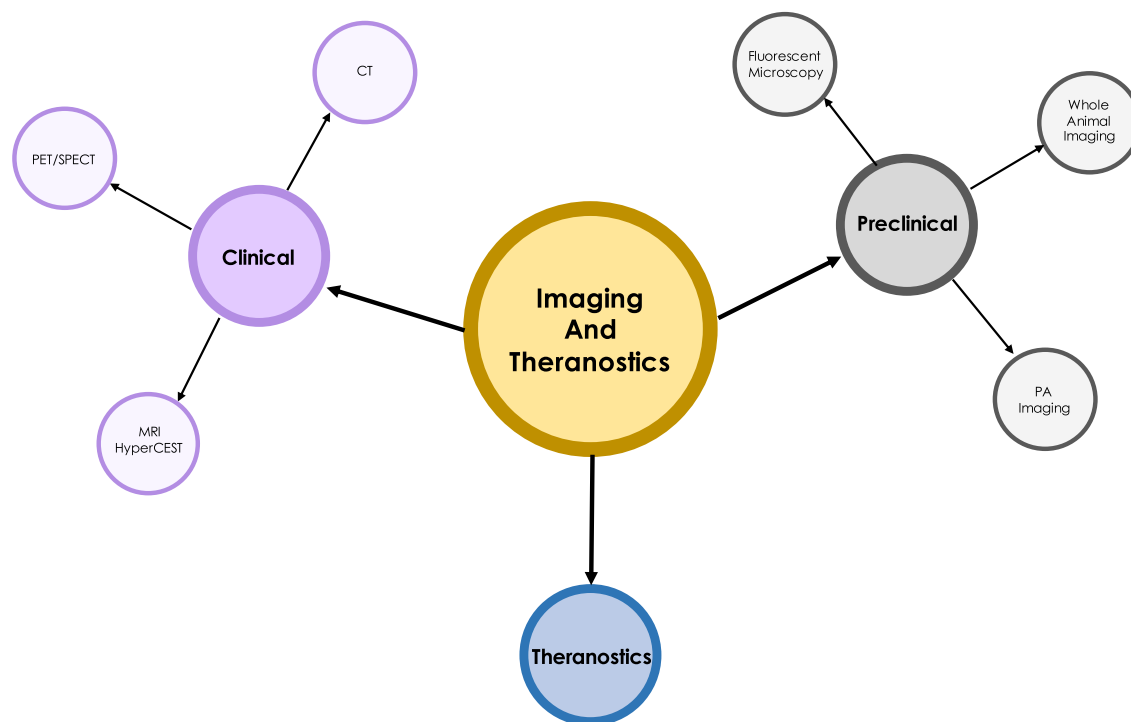 CT
PET/SPECT
Clinical
MRI
HyperCEST
Imaging
And
Theranostics
Fluorescent
Microscopy
Whole
Animal
Imaging
Preclinical
PA
Imaging
Theranostics